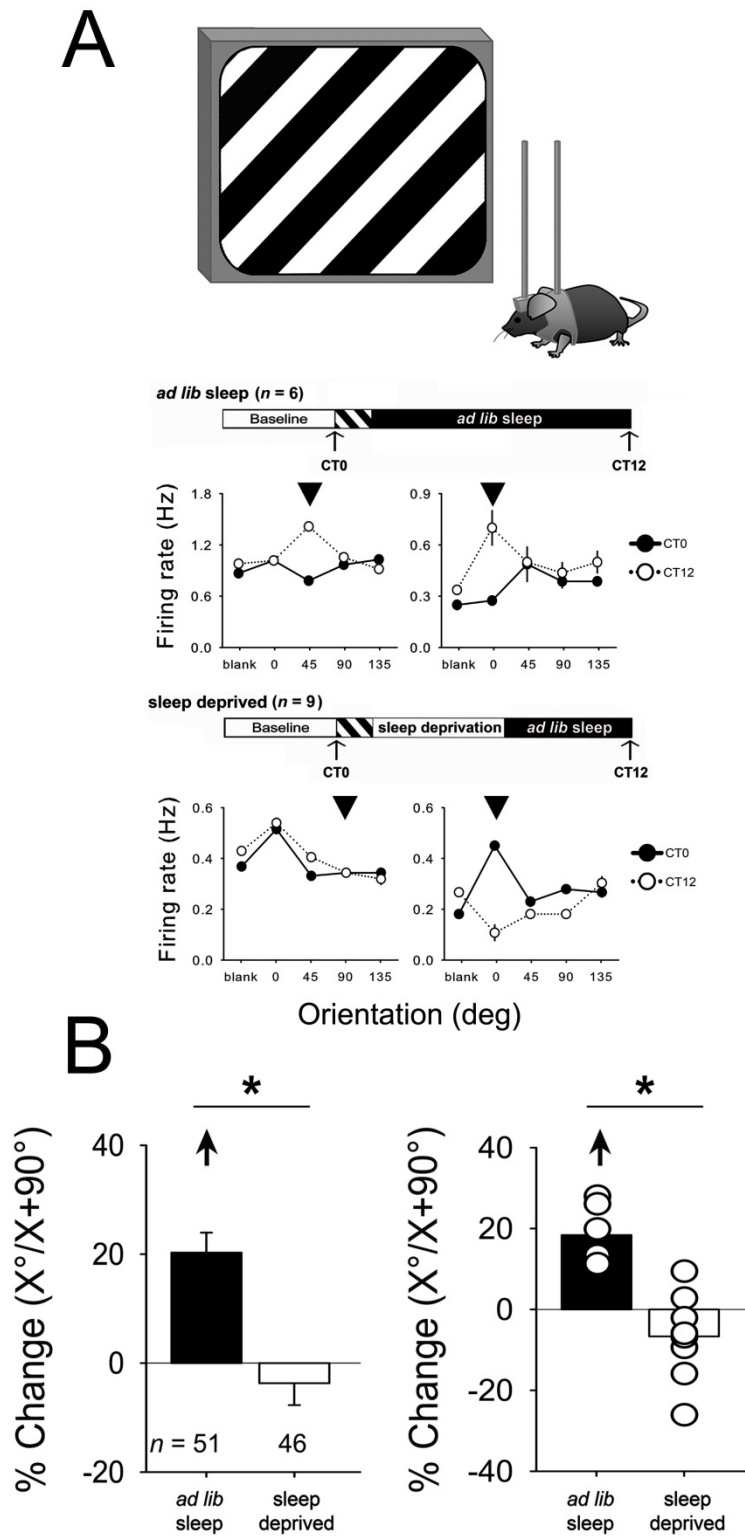 A
ad lib sleep (n = 6)
Baseline
ad lib sleep
CT0
CT12
Firing rate (Hz)
1.8
1.2
0.6
0.0
blank 0 45 90 135
0.9
0.6
0.3
0.0
blank 0 45 90 135
CT0
CT12
sleep deprived (n = 9)
Baseline
sleep deprivation
ad lib sleep
CT0
CT12
Firing rate (Hz)
0.6
0.4
0.2
0.0
blank 0 45 90 135
0.6
0.4
0.2
0.0
blank 0 45 90 135
CT0
CT12
Orientation (deg)
B
% Change (X°/X+90°)
40
20
0
-20
*
n = 51
46
ad lib
sleep
sleep
deprived
% Change (X°/X+90°)
40
20
0
-20
-40
*
ad lib
sleep
sleep
deprived